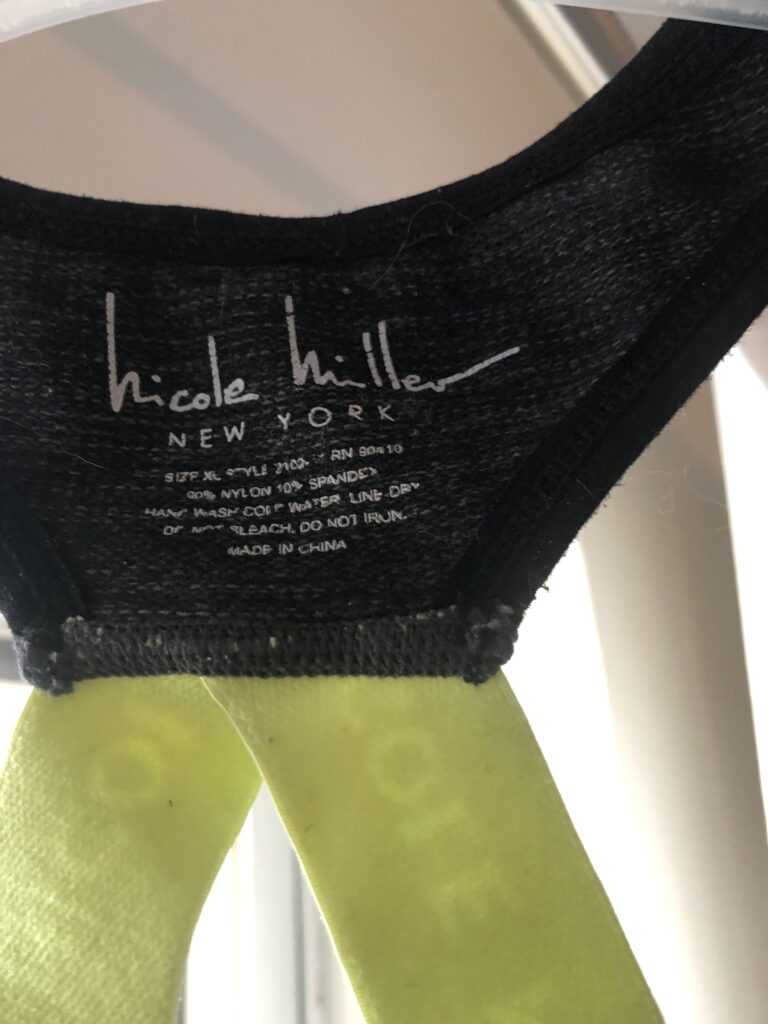 nicole miller
NEW YORK
SIZE XL STYLE RN 90410
90% NYLON 10% SPANDEX
HAND WASH COLD WATER. LINE DRY
DO NOT BLEACH. DO NOT IRON.
MADE IN CHINA